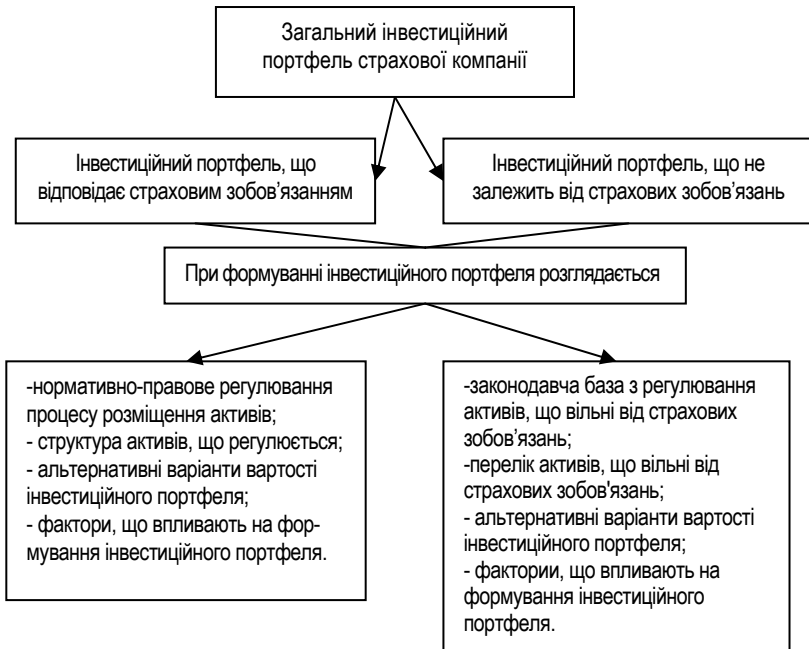 Загальний інвестиційний
портфель страхової компанії
Інвестиційний портфель, що
відповідає страховим зобов’язанням
Інвестиційний портфель, що не
залежить від страхових зобов’язань
При формуванні інвестиційного портфеля розглядається
-нормативно-правове регулювання
процесу розміщення активів;
- структура активів, що регулюється;
- альтернативні варіанти вартості
інвестиційного портфеля;
- фактори, що впливають на фор-
мування інвестиційного портфеля.
-законодавча база з регулювання
активів, що вільні від страхових
зобов’язань;
-перелік активів, що вільні від
страхових зобов'язань;
- альтернативні варіанти вартості
інвестиційного портфеля;
- фактории, що впливають на
формування інвестиційного
портфеля.